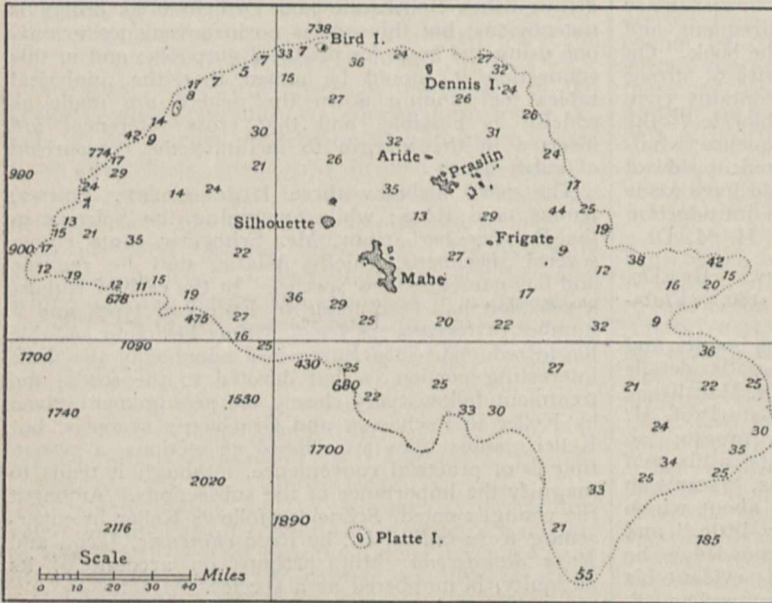 738
Bird I.
7 33 7 36 24 27
17 7 5 15 Dennis I. 32
8 27 26 24
14 26
42 9 30 32 31
774 17 Aride 24
980 29 21 26 Praslin
24 14 24 35 17
7 13 29 44 25
13 Silhouette 19
15 21 Frigate
900 17 35 22 27 9 38 42
12 19 12 11 15 Mahe 12 16 20 15
678 19 36 29 17
475 27 25 20 22 32 9
16
1700 1090 25 430 25 27 36
680 25 21 22 25
1740 1530 22 33 30
24 30
1700 35
2020 34 25 25
33
2116 1890 21
Platte I. 185
Scale
Miles 55
0 10 20 30 40